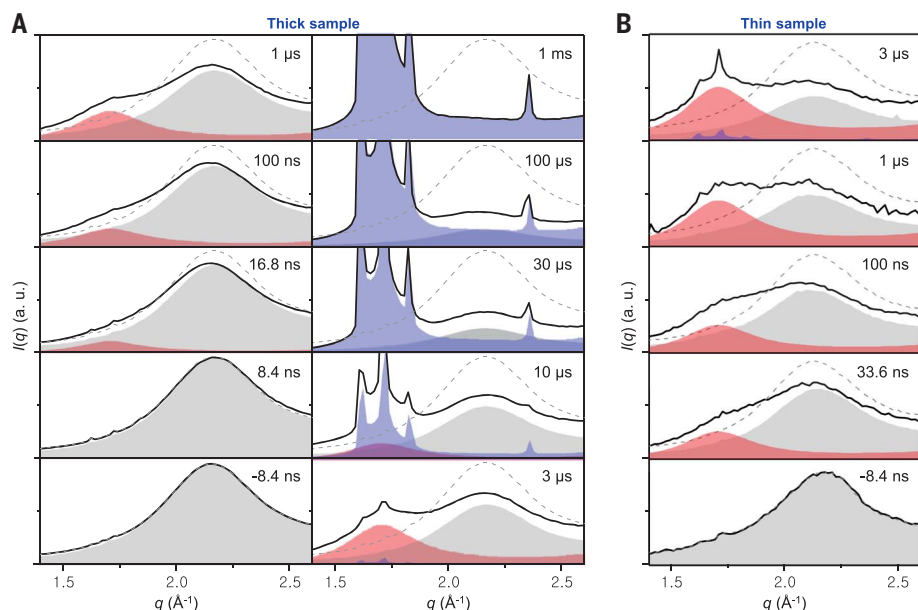 A
Thick sample
B
Thin sample
1 μs
1 ms
3 μs
100 ns
100 μs
1 μs
16.8 ns
30 μs
100 ns
8.4 ns
10 μs
33.6 ns
-8.4 ns
3 μs
-8.4 ns
I(q) (a. u.)
I(q) (a. u.)
1.5 2.0 2.5 1.5 2.0 2.5 1.5 2.0 2.5
q (Å⁻¹) q (Å⁻¹) q (Å⁻¹)